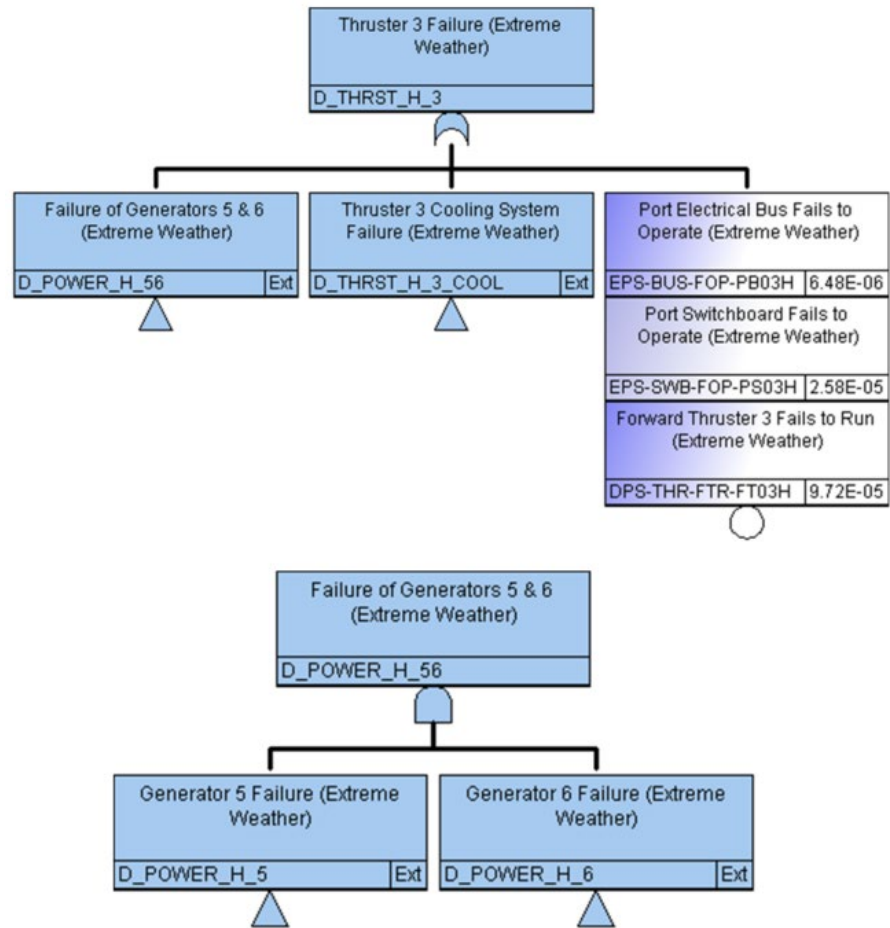 Thruster 3 Failure (Extreme
Weather)
D_THRST_H_3
Failure of Generators 5 & 6
(Extreme Weather)
D_POWER_H_56 Ext
Thruster 3 Cooling System
Failure (Extreme Weather)
D_THRST_H_3_COOL Ext
Port Electrical Bus Fails to
Operate (Extreme Weather)
EPS-BUS-FOP-PB03H 6.48E-06
Port Switchboard Fails to
Operate (Extreme Weather)
EPS-SWB-FOP-PS03H 2.58E-05
Forward Thruster 3 Fails to Run
(Extreme Weather)
DPS-THR-FTR-FT03H 9.72E-05
Failure of Generators 5 & 6
(Extreme Weather)
D_POWER_H_56
Generator 5 Failure (Extreme
Weather)
D_POWER_H_5 Ext
Generator 6 Failure (Extreme
Weather)
D_POWER_H_6 Ext